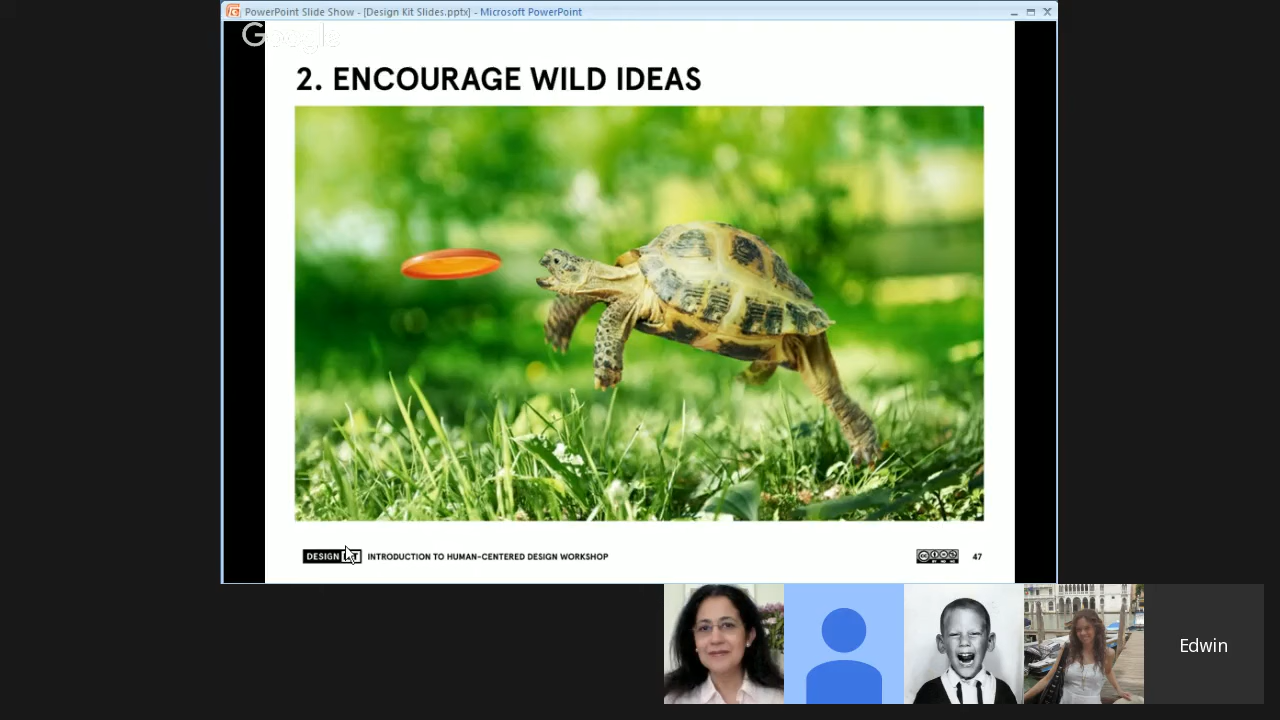 PowerPoint Slide Show - [Design Kit Slides.pptx] - Microsoft PowerPoint
Google
2. ENCOURAGE WILD IDEAS
DESIGN KIT INTRODUCTION TO HUMAN-CENTERED DESIGN WORKSHOP
47
Edwin